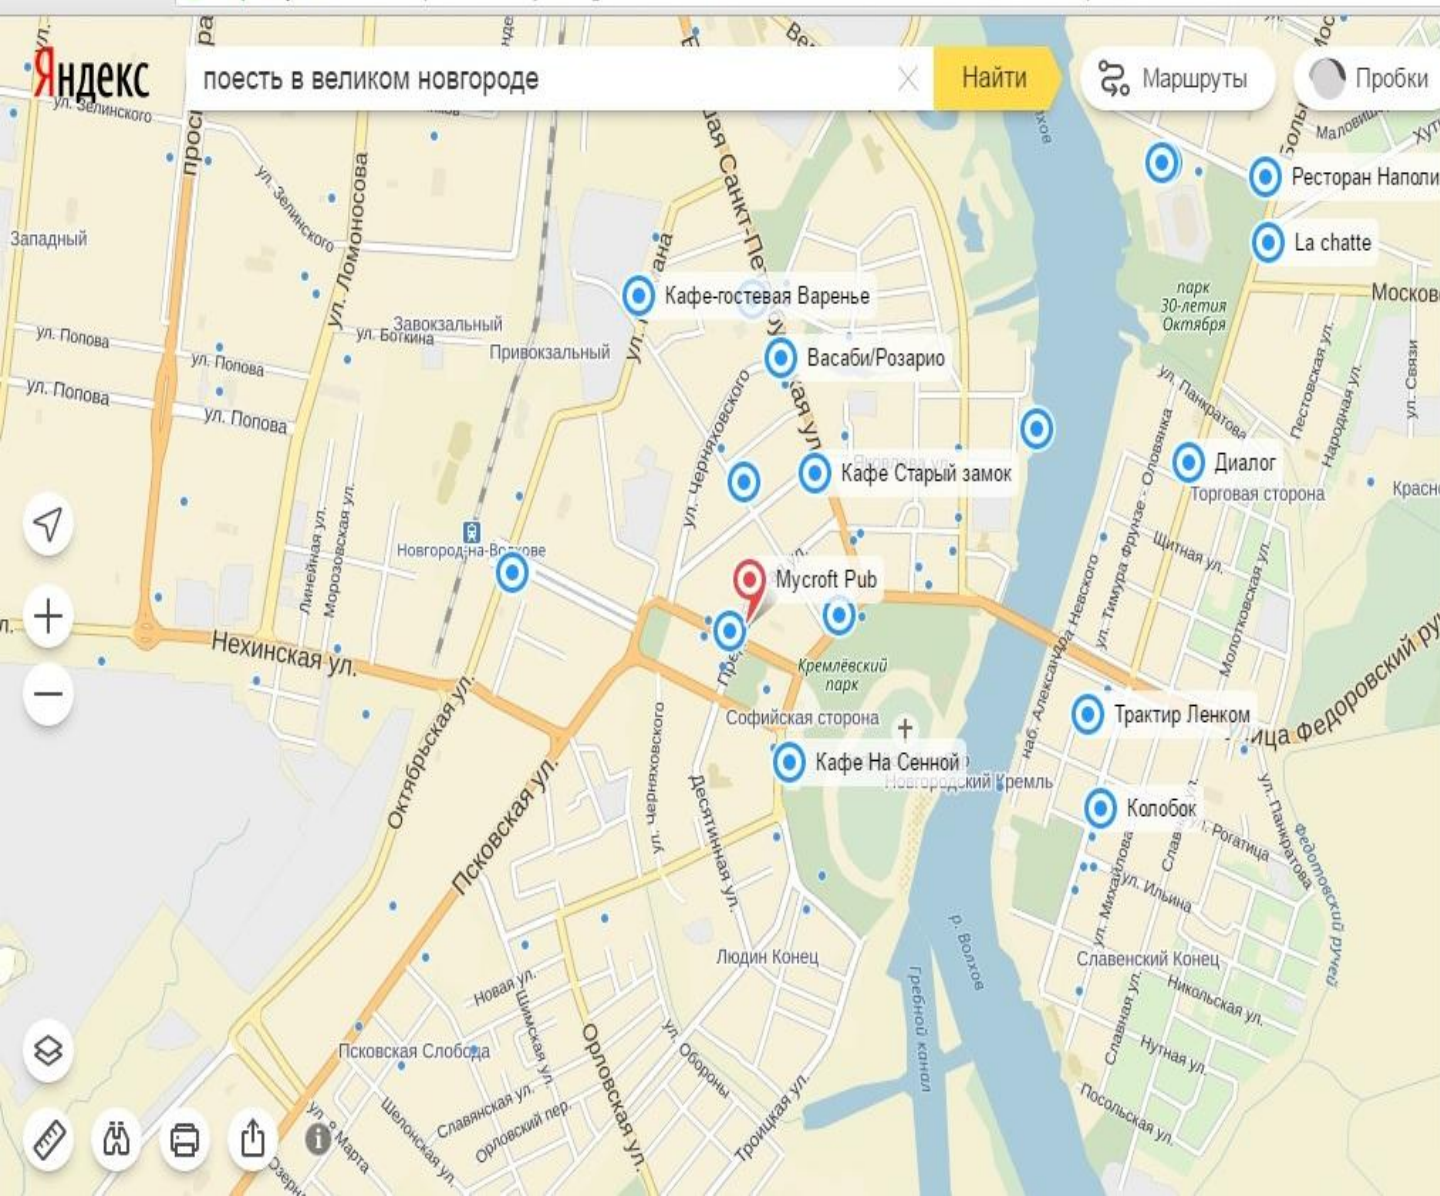 Яндекс
поесть в великом новгороде
Найти
Маршруты
Пробки
ул. Зелинского
ул. Зелинского
Западный
ул. Ломоносова
Ресторан Наполи
La chatte
Кафе-гостевая Варенье
парк
30-летия
Октября
Завокзальный
ул. Боткина
Привокзальный
ул. Попова
ул. Попова
Васаби/Розарио
ул. Попова
ул. Попова
ул. Черняховского
ул. Панкратова
Пестовская ул.
Народная ул.
ул. Связи
Кафе Старый замок
Диалог
Торговая сторона
Линейная ул.
Морозовская ул.
Новгород-на-Волхове
ул. Тимура Фрунзе - Оловянка
Щитная ул.
Молотковская ул.
Mycroft Pub
Нехинская ул.
Кремлёвский
парк
наб. Александра Невского
Софийская сторона
Трактир Ленком
улица Федоровский ру
Октябрьская ул.
Кафе На Сенной
Новгородский Кремль
Псковская ул.
ул. Черняховского
Десятинная ул.
Колобок
ул. Рогатица
ул. Панкратова
Федотовский ручей
ул. Ильина
ул. Михайлова
р. Волхов
Людин Конец
Славенский Конец
Новая ул.
Шимская ул.
Никольская ул.
Гребной канал
Славная ул.
Псковская Слобода
Орловская ул.
ул. Обороны
Нутная ул.
Славянская ул.
Орловский пер.
Шелонская ул.
ул. 8 Марта
Троицкая ул.
Посольская ул.